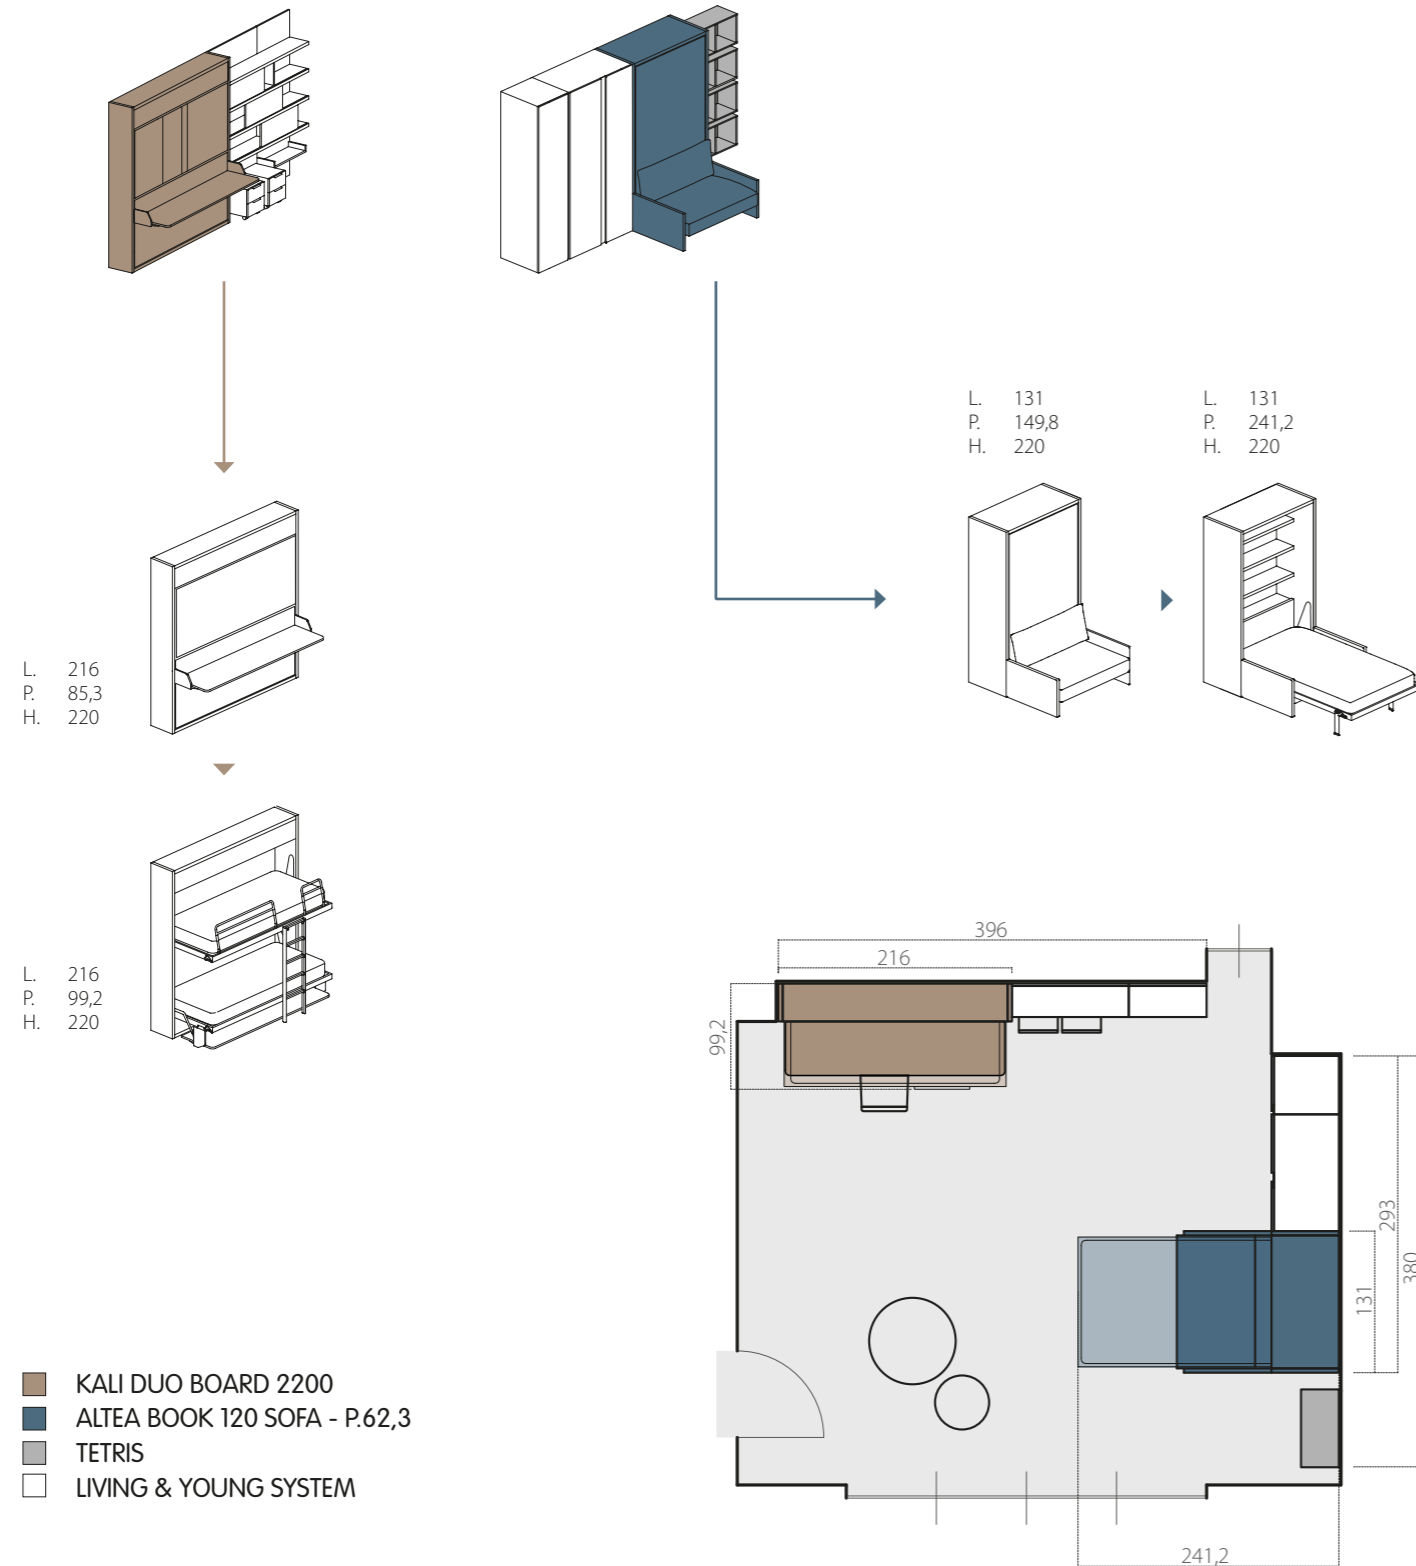 L. 131
P. 149,8
H. 220
L. 131
P. 241,2
H. 220
L. 216
P. 85,3
H. 220
L. 216
P. 99,2
H. 220
396
216
99,2
293
380
131
241,2
KALI DUO BOARD 2200
ALTEA BOOK 120 SOFA - P.62,3
TETRIS
LIVING & YOUNG SYSTEM